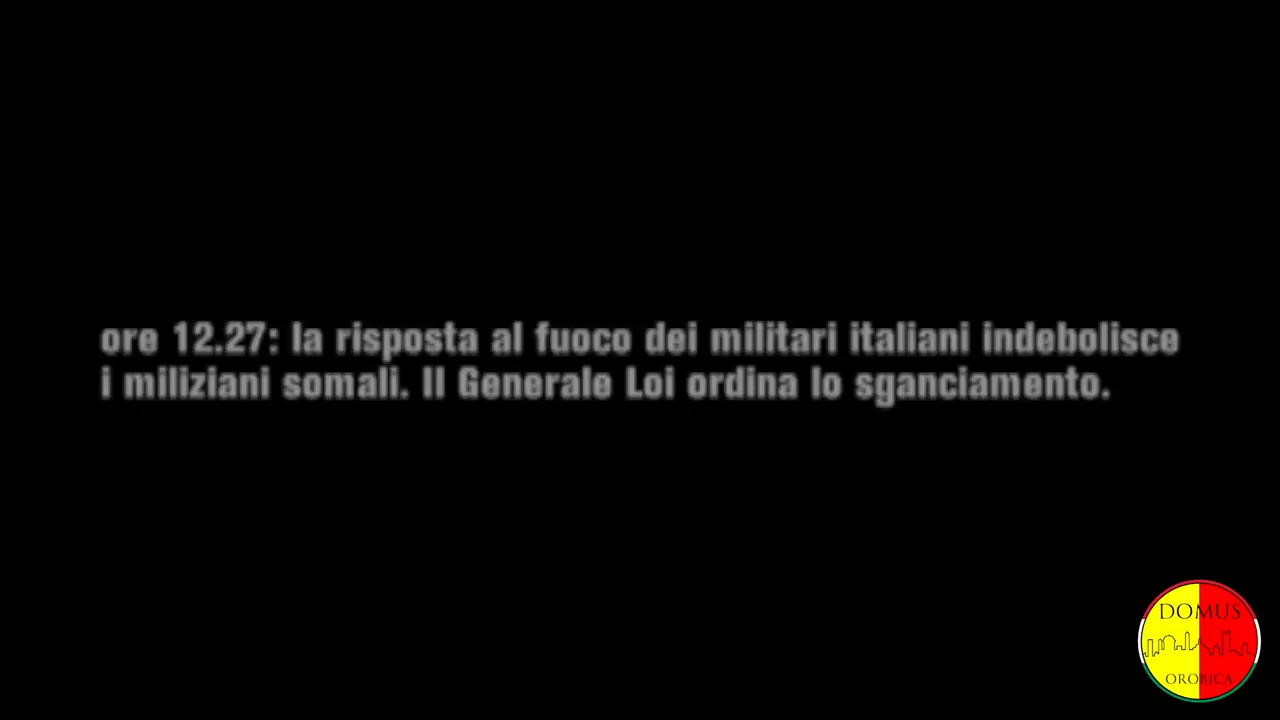 ore 12.27: la risposta al fuoco dei militari italiani indebolisce
i miliziani somali. Il Generale Loi ordina lo sganciamento.
DOMUS
OROBICA